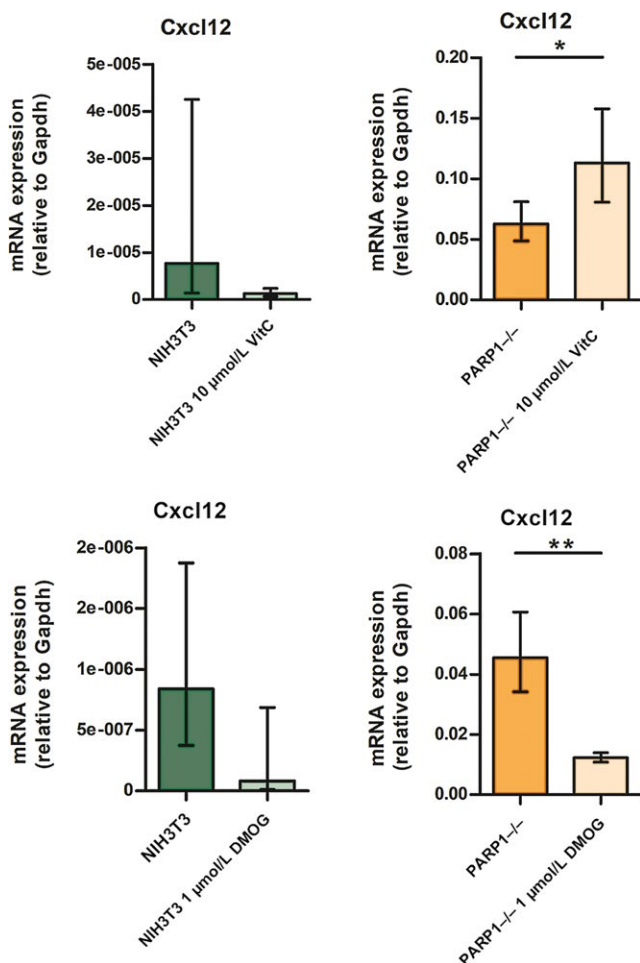 Cxcl12
mRNA expression
(relative to Gapdh)
5e-005
4e-005
3e-005
2e-005
1e-005
0
NIH3T3
NIH3T3 10 µmol/L VitC
Cxcl12
mRNA expression
(relative to Gapdh)
0.20
0.15
0.10
0.05
0.00
*
PARP1–/–
PARP1–/– 10 µmol/L VitC
Cxcl12
mRNA expression
(relative to Gapdh)
2e-006
2e-006
1e-006
5e-007
0
NIH3T3
NIH3T3 1 µmol/L DMOG
Cxcl12
mRNA expression
(relative to Gapdh)
0.08
0.06
0.04
0.02
0.00
**
PARP1–/–
PARP1–/– 1 µmol/L DMOG